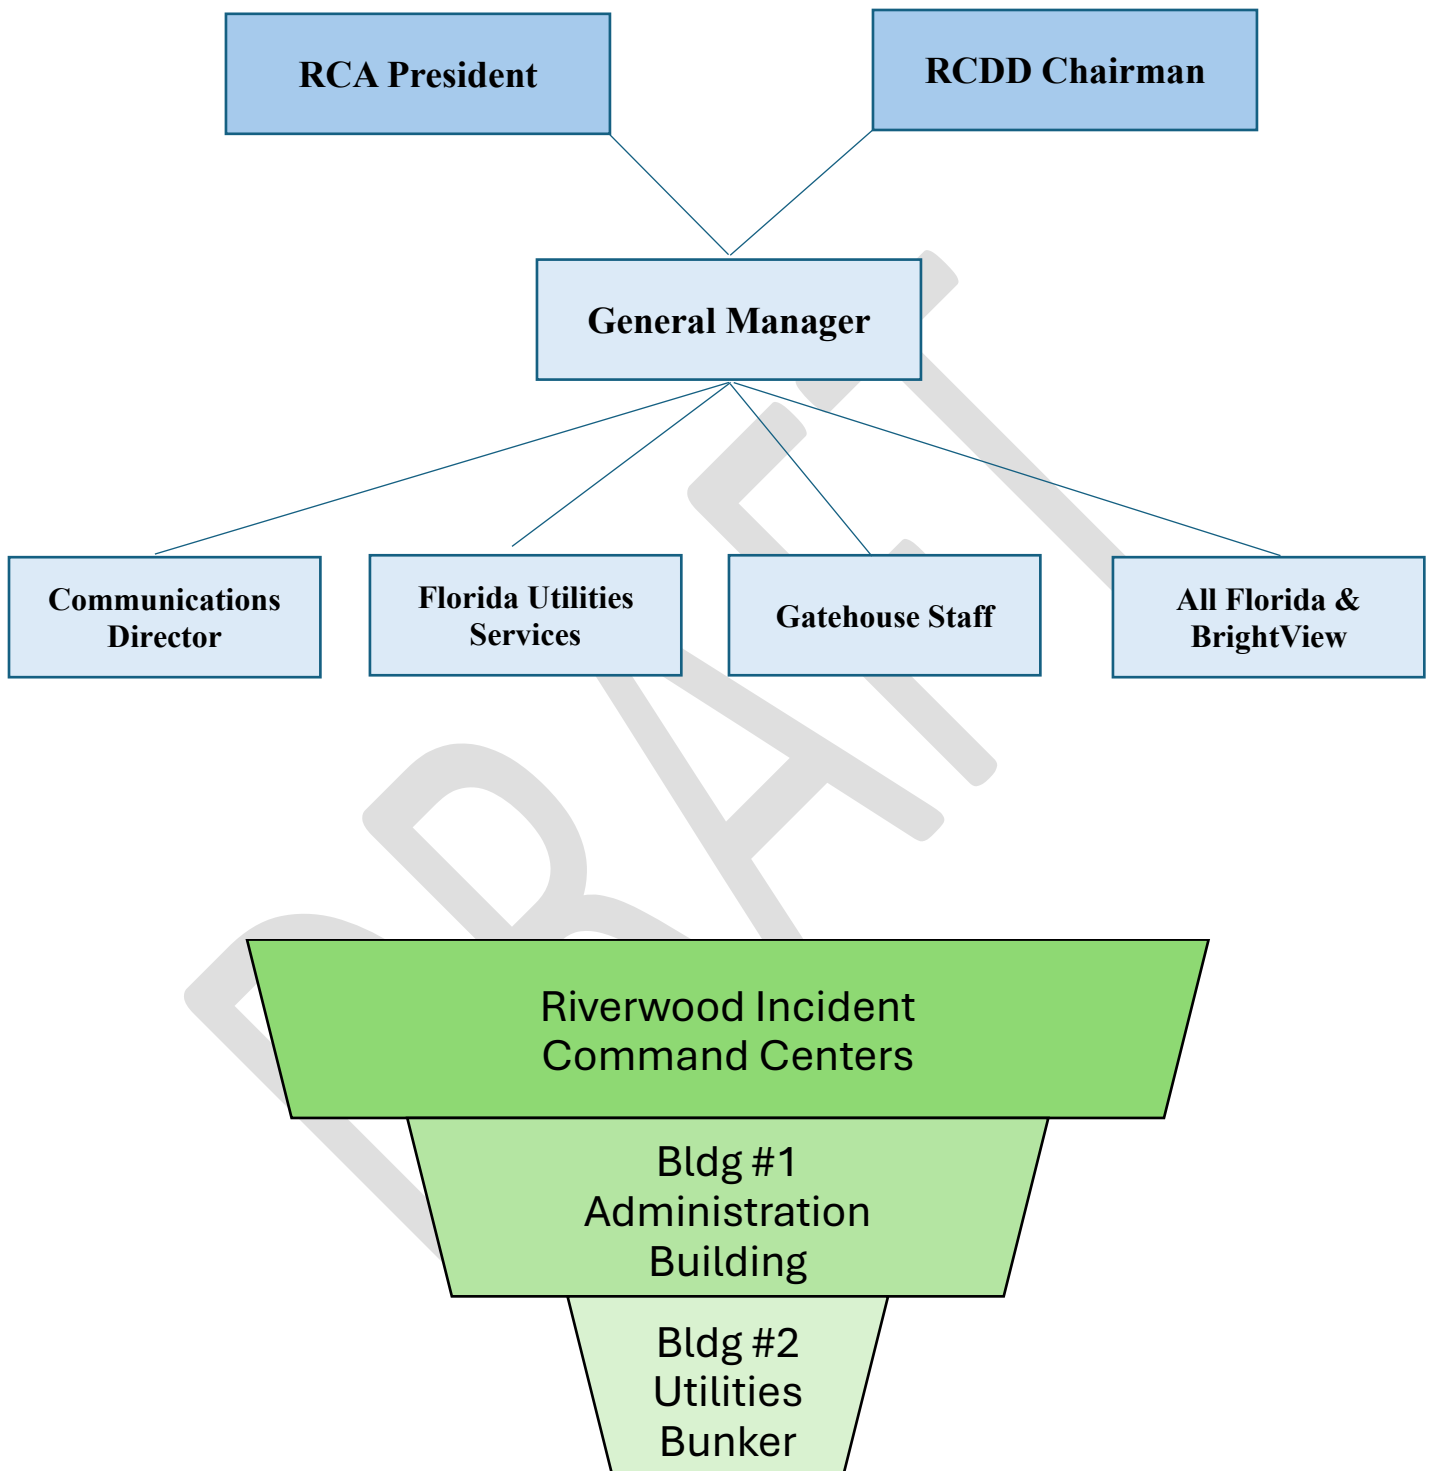 RCA President
RCDD Chairman
General Manager
Communications
Director
Florida Utilities
Services
Gatehouse Staff
All Florida &
BrightView
DRAFT
Riverwood Incident
Command Centers
Bldg #1
Administration
Building
Bldg #2
Utilities
Bunker